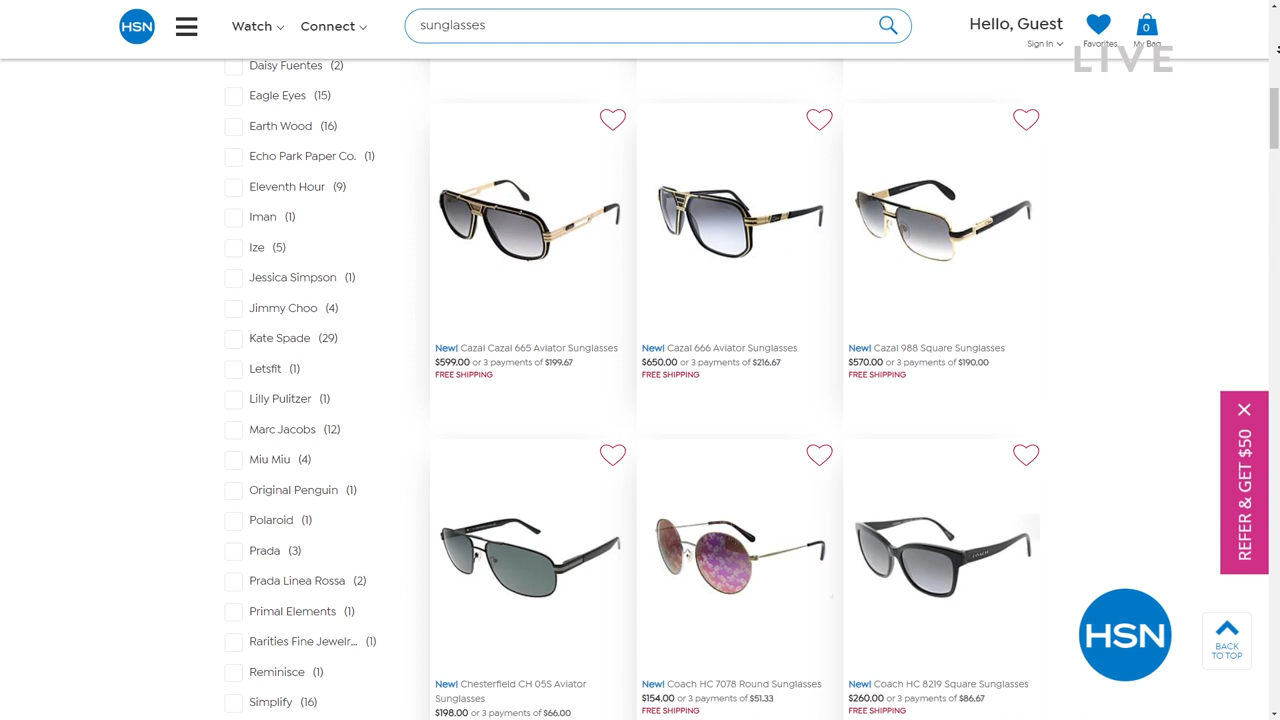 HSN
Watch
Connect
sunglasses
Hello, Guest
Sign In
Favorites
0
My Bag
LIVE
Daisy Fuentes (2)
Eagle Eyes (15)
Earth Wood (16)
Echo Park Paper Co. (1)
Eleventh Hour (9)
Iman (1)
Ize (5)
Jessica Simpson (1)
Jimmy Choo (4)
Kate Spade (29)
Letsfit (1)
Lilly Pulitzer (1)
Marc Jacobs (12)
Miu Miu (4)
Original Penguin (1)
Polaroid (1)
Prada (3)
Prada Linea Rossa (2)
Primal Elements (1)
Rarities Fine Jewelr... (1)
Reminisce (1)
Simplify (16)
New! Cazal Cazal 665 Aviator Sunglasses
$599.00 or 3 payments of $199.67
FREE SHIPPING
New! Cazal 666 Aviator Sunglasses
$650.00 or 3 payments of $216.67
FREE SHIPPING
New! Cazal 988 Square Sunglasses
$570.00 or 3 payments of $190.00
FREE SHIPPING
New! Chesterfield CH 05S Aviator
Sunglasses
$198.00 or 3 payments of $66.00
New! Coach HC 7078 Round Sunglasses
$154.00 or 3 payments of $51.33
FREE SHIPPING
COACH
New! Coach HC 8219 Square Sunglasses
$260.00 or 3 payments of $86.67
FREE SHIPPING
REFER & GET $50
HSN
BACK
TO TOP